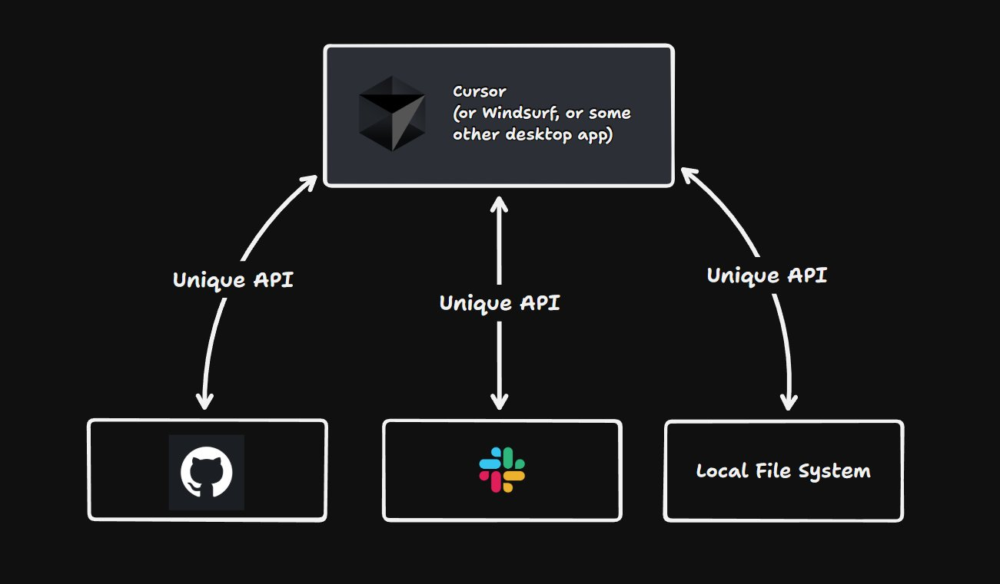 Cursor
(or Windsurf, or some
other desktop app)
Unique API
Unique API
Unique API
Local File System